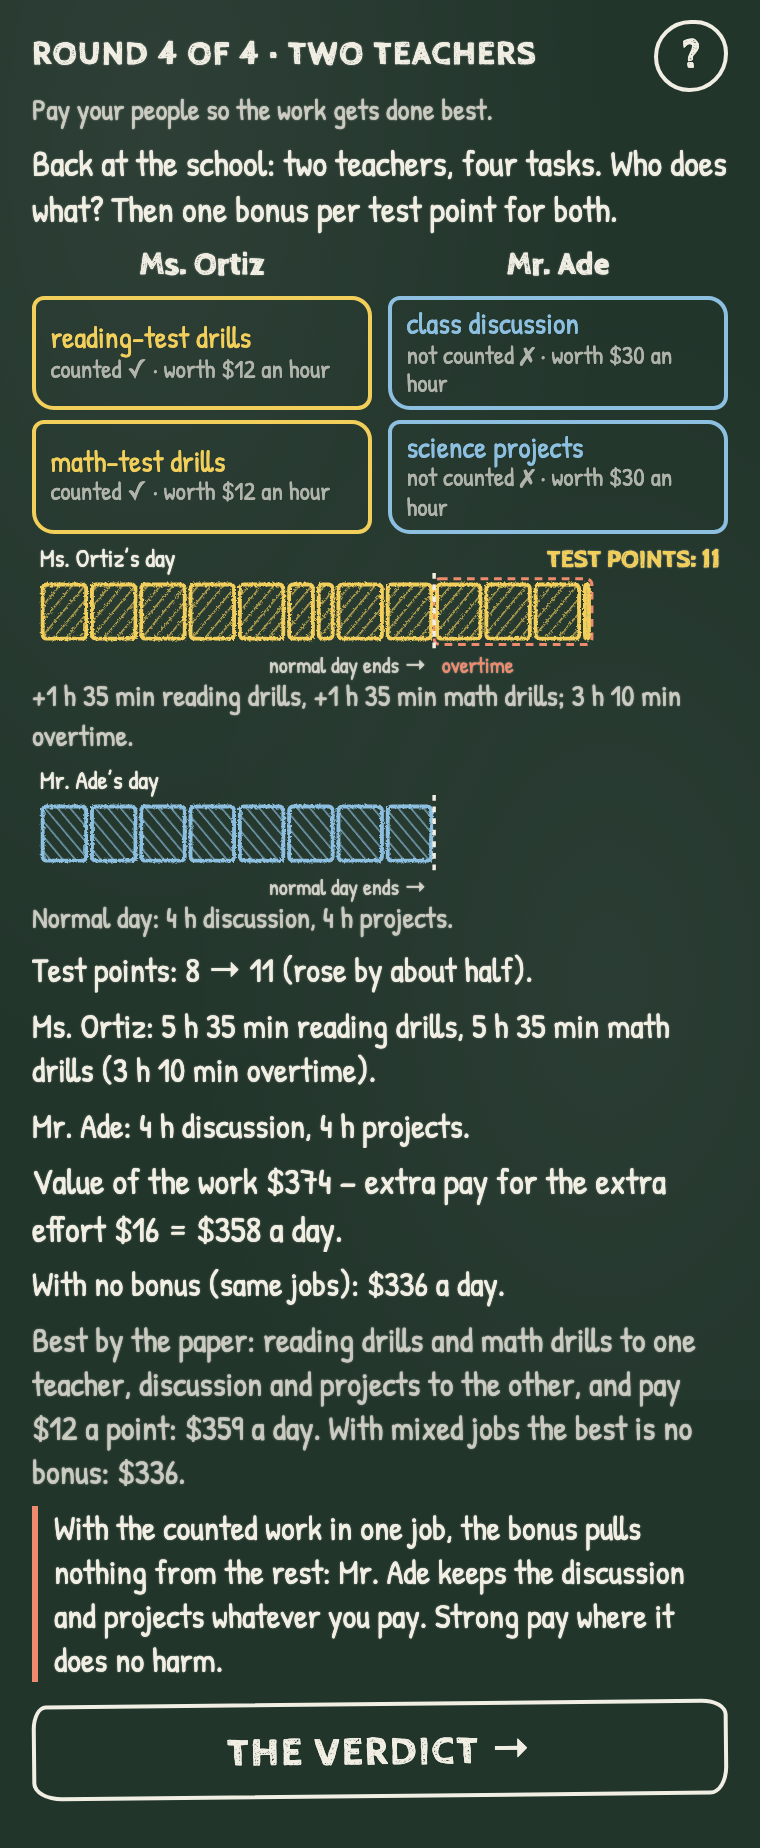 ROUND 4 OF 4 · TWO TEACHERS
?
Pay your people so the work gets done best.
Back at the school: two teachers, four tasks. Who does
what? Then one bonus per test point for both.
Ms. Ortiz
Mr. Ade
reading-test drills
counted ✓ · worth $12 an hour
class discussion
not counted ✗ · worth $30 an
hour
math-test drills
counted ✓ · worth $12 an hour
science projects
not counted ✗ · worth $30 an
hour
Ms. Ortiz's day
TEST POINTS: 11
normal day ends →
overtime
+1 h 35 min reading drills, +1 h 35 min math drills; 3 h 10 min
overtime.
Mr. Ade's day
normal day ends →
Normal day: 4 h discussion, 4 h projects.
Test points: 8 → 11 (rose by about half).
Ms. Ortiz: 5 h 35 min reading drills, 5 h 35 min math
drills (3 h 10 min overtime).
Mr. Ade: 4 h discussion, 4 h projects.
Value of the work $374 – extra pay for the extra
effort $16 = $358 a day.
With no bonus (same jobs): $336 a day.
Best by the paper: reading drills and math drills to one
teacher, discussion and projects to the other, and pay
$12 a point: $359 a day. With mixed jobs the best is no
bonus: $336.
With the counted work in one job, the bonus pulls
nothing from the rest: Mr. Ade keeps the discussion
and projects whatever you pay. Strong pay where it
does no harm.
THE VERDICT →